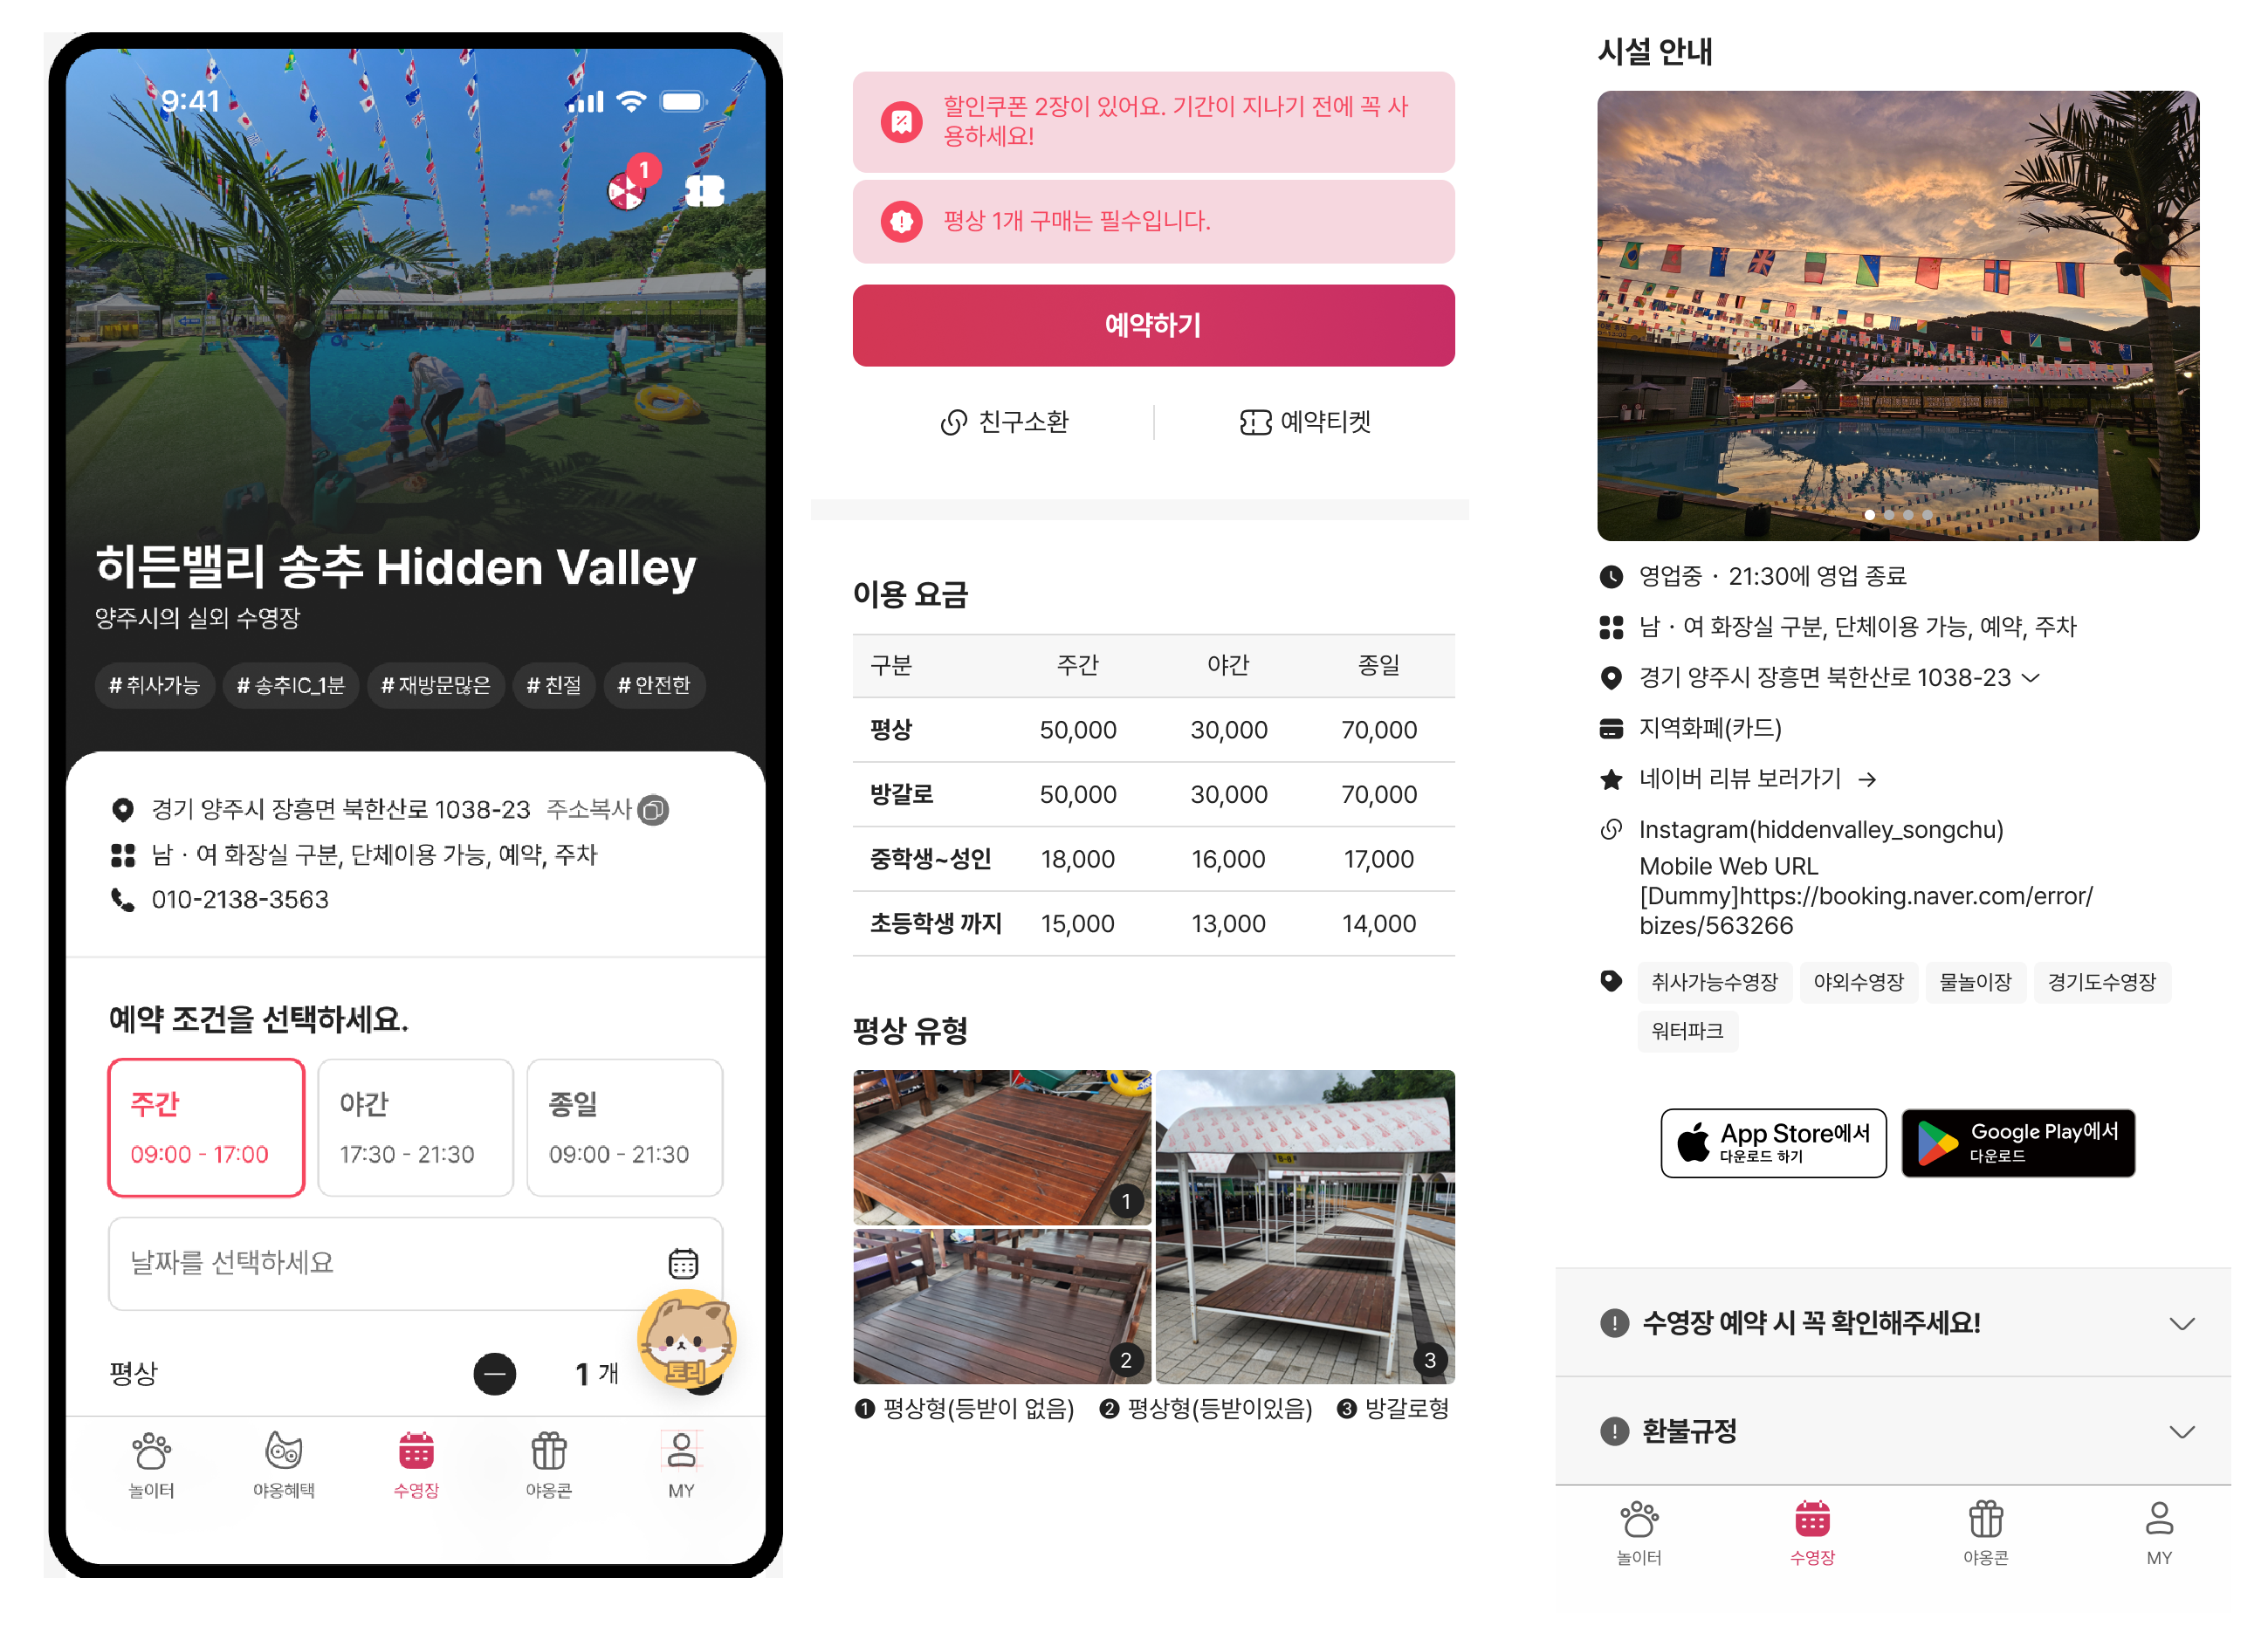 9:41
1
히든밸리 송추 Hidden Valley
양주시의 실외 수영장
# 취사가능
# 송추IC_1분
# 재방문많은
# 친절
# 안전한
경기 양주시 장흥면 북한산로 1038-23 주소복사
남 · 여 화장실 구분, 단체이용 가능, 예약, 주차
010-2138-3563
예약 조건을 선택하세요.
주간
09:00 - 17:00
야간
17:30 - 21:30
종일
09:00 - 21:30
날짜를 선택하세요
토리
평상
1 개
놀이터
야옹혜택
수영장
야옹콘
MY
할인쿠폰 2장이 있어요. 기간이 지나기 전에 꼭 사
용하세요!
평상 1개 구매는 필수입니다.
예약하기
친구소환
예약티켓
이용 요금
구분 주간 야간 종일
평상 50,000 30,000 70,000
방갈로 50,000 30,000 70,000
중학생~성인 18,000 16,000 17,000
초등학생 까지 15,000 13,000 14,000
평상 유형
1
2
3
❶ 평상형(등받이 없음) ❷ 평상형(등받이있음) ❸ 방갈로형
시설 안내
영업중 · 21:30에 영업 종료
남 · 여 화장실 구분, 단체이용 가능, 예약, 주차
경기 양주시 장흥면 북한산로 1038-23
지역화폐(카드)
네이버 리뷰 보러가기 →
Instagram(hiddenvalley_songchu)
Mobile Web URL
[Dummy]https://booking.naver.com/error/
bizes/563266
취사가능수영장
야외수영장
물놀이장
경기도수영장
워터파크
App Store에서
다운로드 하기
Google Play에서
다운로드
수영장 예약 시 꼭 확인해주세요!
환불규정
놀이터
수영장
야옹콘
MY